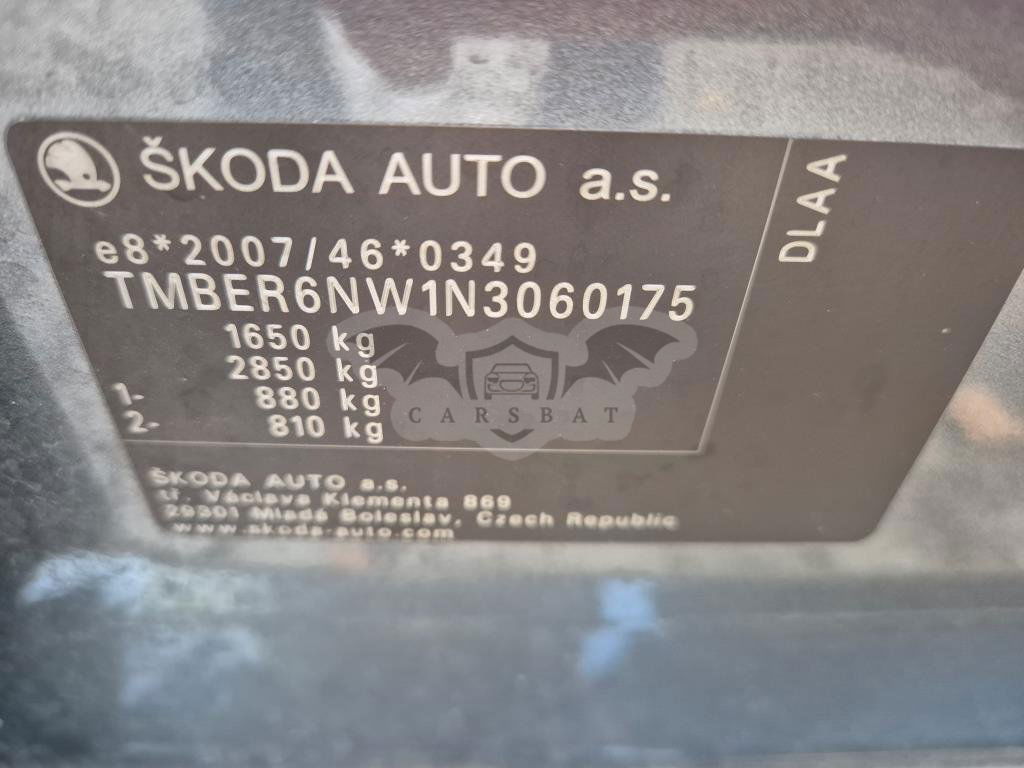 ŠKODA AUTO a.s.
DLAA
e8*2007/46*0349
TMBER6NW1N3060175
1650 kg
2850 kg
1- 880 kg
2- 810 kg
CARSBAT
ŠKODA AUTO a.s.
tř. Václava Klementa 869
29301 Mladá Boleslav, Czech Republic
www.skoda-auto.com